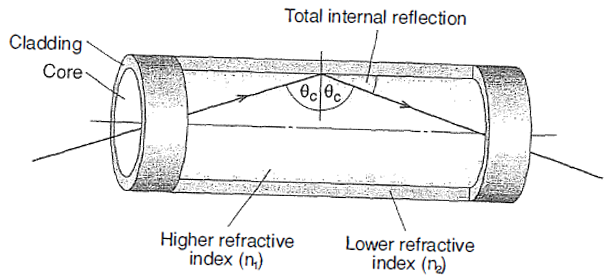 Total internal reflection
Cladding
Core
θc θc
Higher refractive
index (n₁)
Lower refractive
index (n₂)